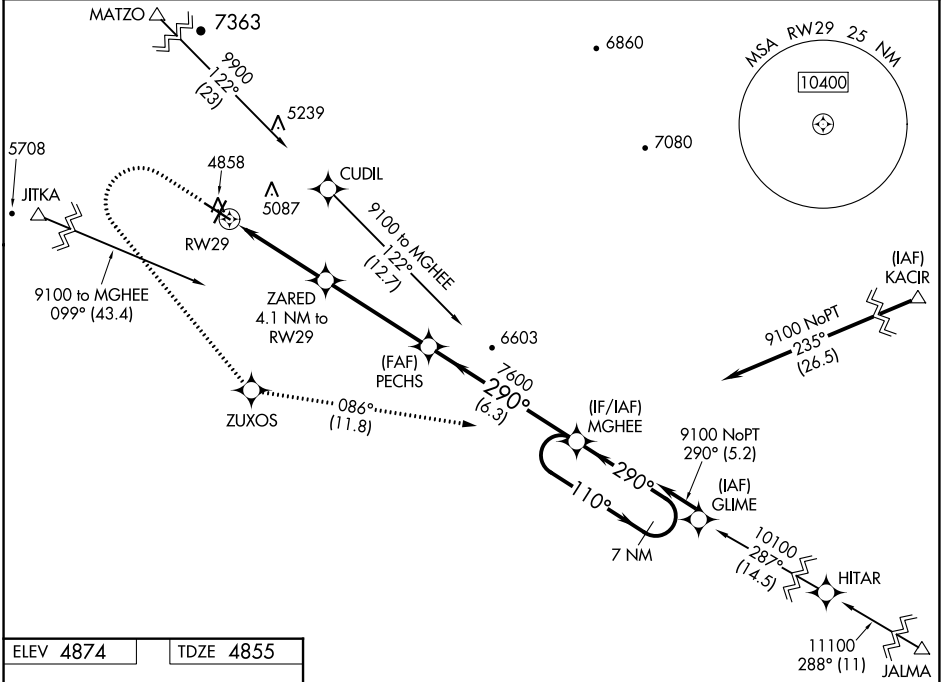 MATZO
7363
9900
122°
(23)
5239
6860
MSA RW29 25 NM
10400
7080
5708
JITKA
4858
5087
RW29
CUDIL
9100 to MGHEE
122°
(12.7)
9100 to MGHEE
099° (43.4)
ZARED
4.1 NM to
RW29
(IAF)
KACIR
9100 NoPT
235°
(26.5)
(FAF)
PECHS
6603
7600
290°
(6.3)
ZUXOS
086°
(11.8)
(IF/IAF)
MGHEE
9100 NoPT
290° (5.2)
290°
110°
7 NM
(IAF)
GLIME
10100
287°
(14.5)
HITAR
11100
288° (11)
JALMA
ELEV 4874
TDZE 4855